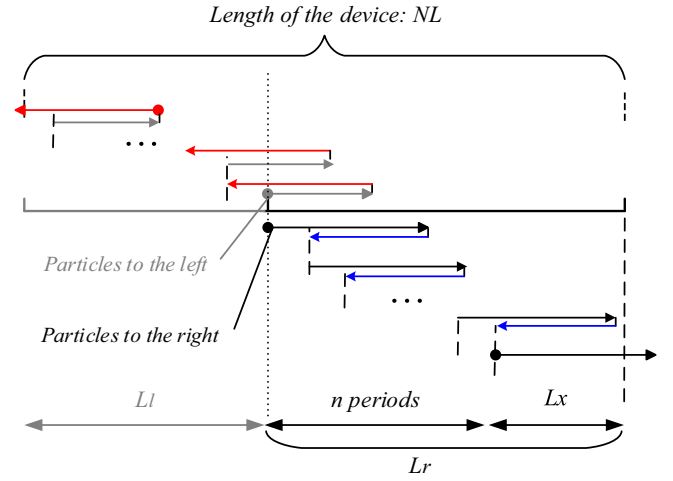 Length of the device: NL
...
Particles to the left
...
Particles to the right
Ll
n periods
Lx
Lr